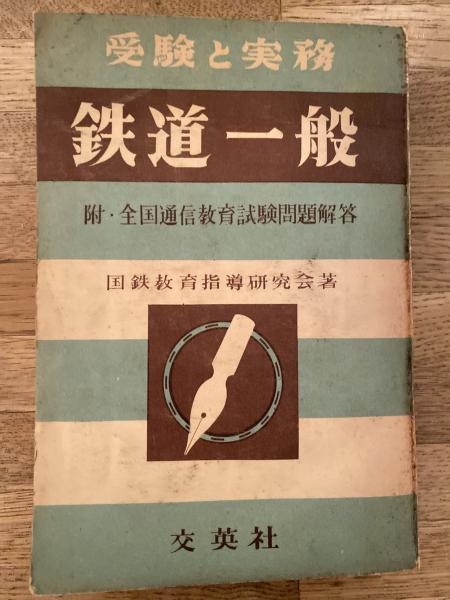 受験と実務
鉄道一般
附・全国通信教育試験問題解答
国鉄教育指導研究会著
交英社